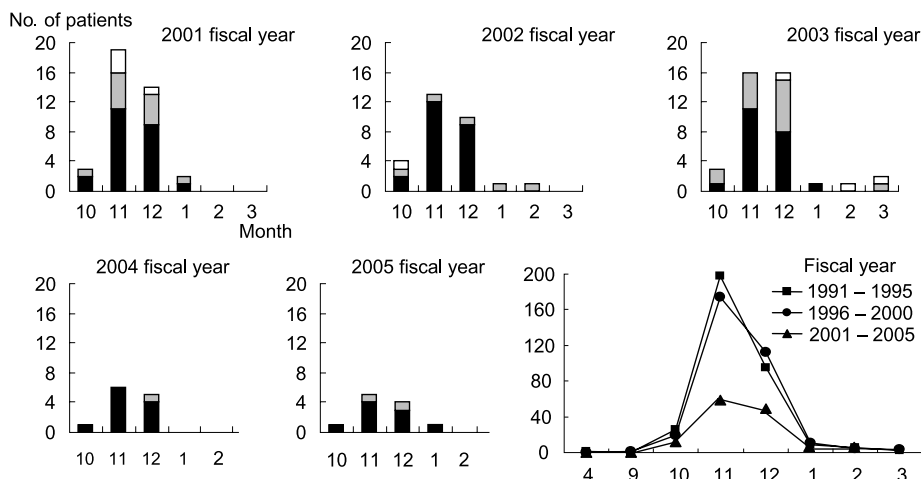 No. of patients
2001 fiscal year
20
16
12
8
4
0
10 11 12 1 2 3
Month
2002 fiscal year
20
16
12
8
4
0
10 11 12 1 2 3
2003 fiscal year
20
16
12
8
4
0
10 11 12 1 2 3
2004 fiscal year
20
16
12
8
4
0
10 11 12 1 2
2005 fiscal year
20
16
12
8
4
0
10 11 12 1 2
Fiscal year
1991 – 1995
1996 – 2000
2001 – 2005
200
160
120
80
40
0
4 9 10 11 12 1 2 3